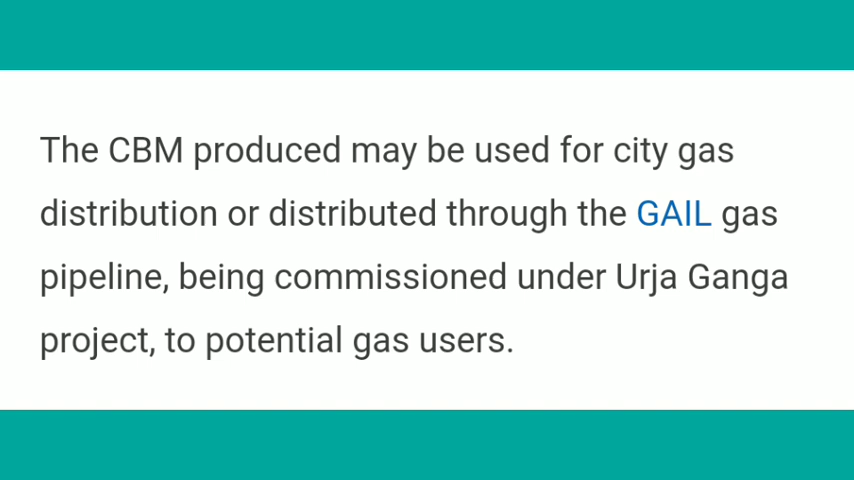 The CBM produced may be used for city gas
distribution or distributed through the GAIL gas
pipeline, being commissioned under Urja Ganga
project, to potential gas users.